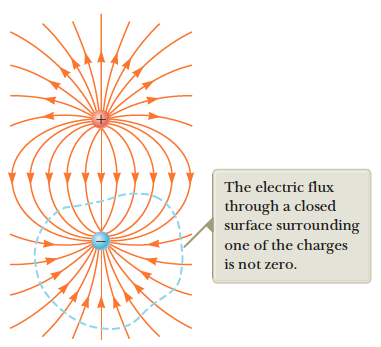 +
The electric flux
through a closed
surface surrounding
one of the charges
is not zero.
−